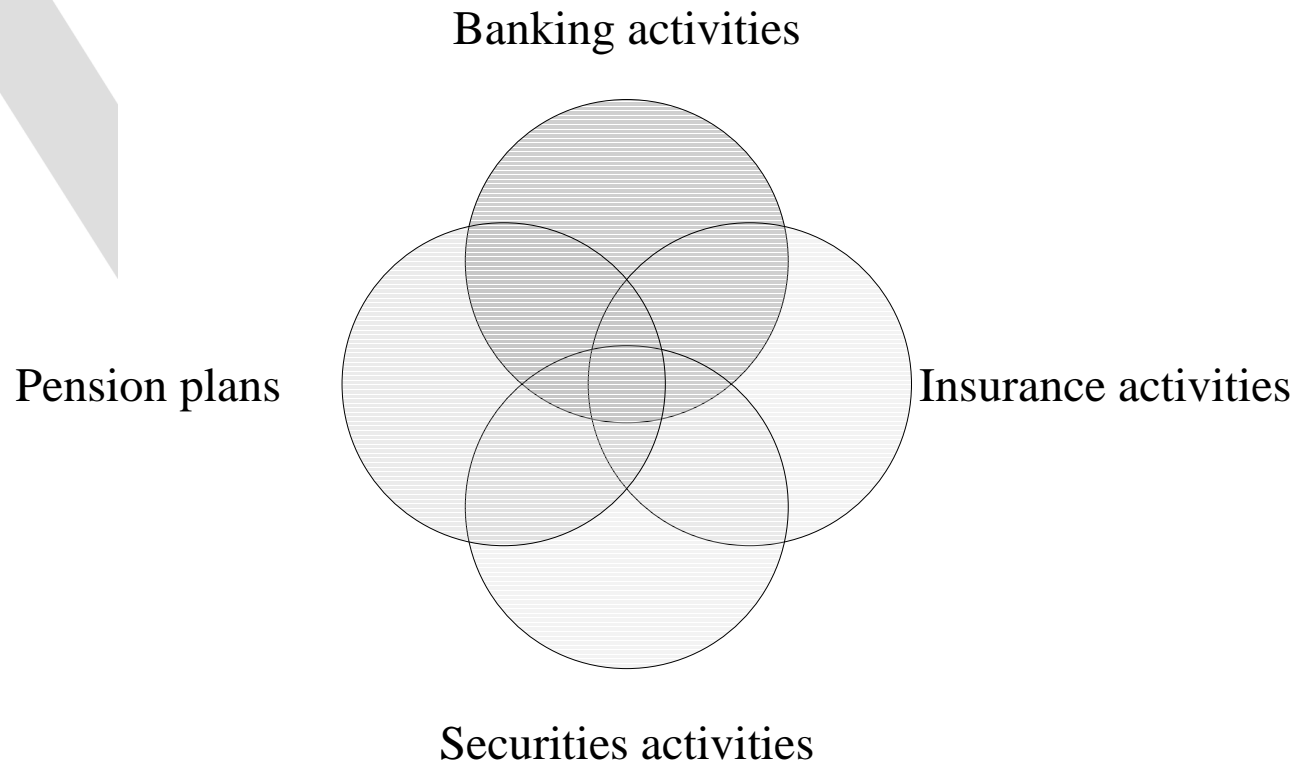 Banking activities
Pension plans
Insurance activities
Securities activities